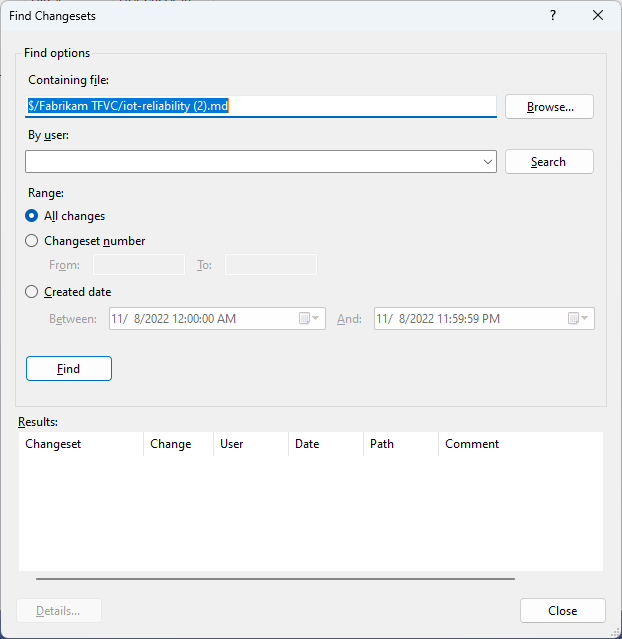 Find Changesets
?
Find options
Containing file:
$/Fabrikam TFVC/iot-reliability (2).md
Browse...
By user:
Search
Range:
All changes
Changeset number
From: To:
Created date
Between: 11/ 8/2022 12:00:00 AM And: 11/ 8/2022 11:59:59 PM
Find
Results:
Changeset Change User Date Path Comment
Details... Close